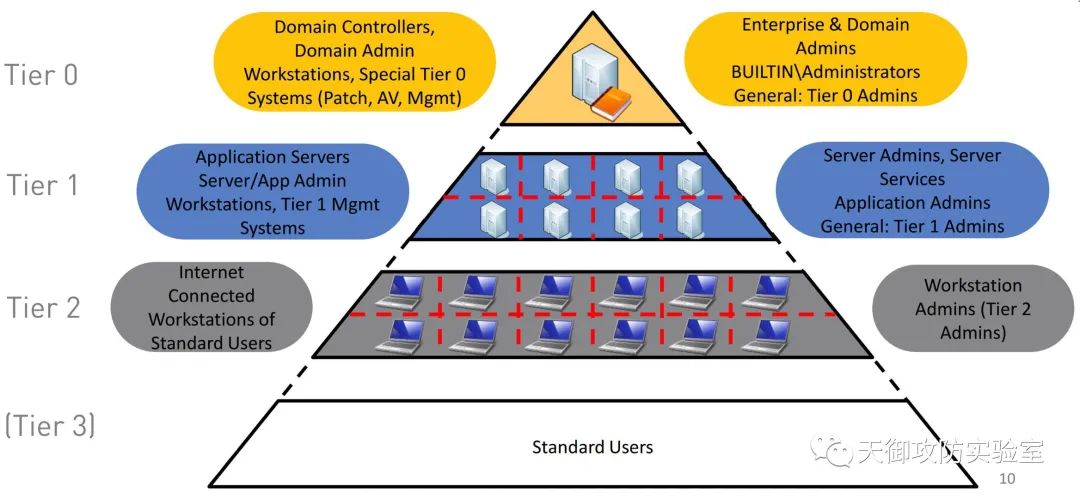 Tier 0
Domain Controllers,
Domain Admin
Workstations, Special Tier 0
Systems (Patch, AV, Mgmt)
Enterprise & Domain
Admins
BUILTIN\Administrators
General: Tier 0 Admins
Tier 1
Application Servers
Server/App Admin
Workstations, Tier 1 Mgmt
Systems
Server Admins, Server
Services
Application Admins
General: Tier 1 Admins
Tier 2
Internet
Connected
Workstations of
Standard Users
Workstation
Admins (Tier 2
Admins)
(Tier 3)
Standard Users
天御攻防实验室
10